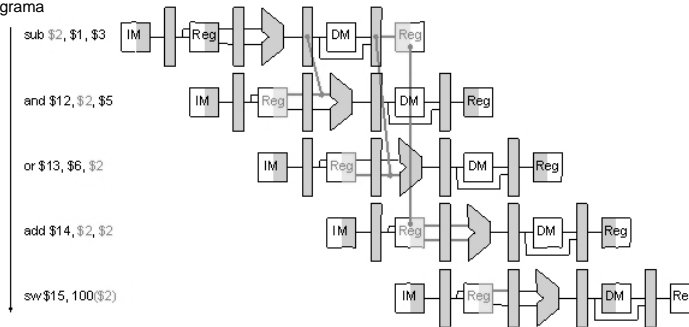 grama
sub $2, $1, $3 IM Reg DM Reg
and $12, $2, $5 IM Reg DM Reg
or $13, $6, $2 IM Reg DM Reg
add $14, $2, $2 IM Reg DM Reg
sw $15, 100($2) IM Reg DM Re